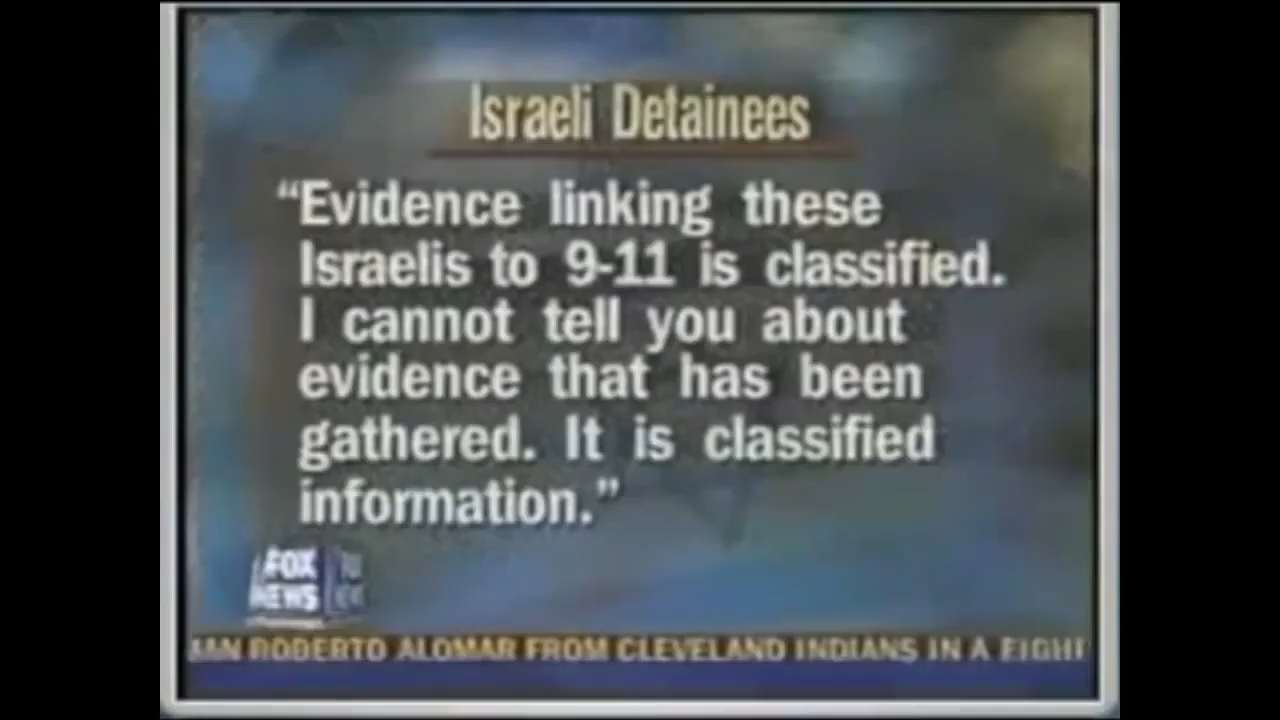 Israeli Detainees
“Evidence linking these
Israelis to 9-11 is classified.
I cannot tell you about
evidence that has been
gathered. It is classified
information.”
FOX
NEWS
ROBERTO ALOMAR FROM CLEVELAND INDIANS IN A EIGHT